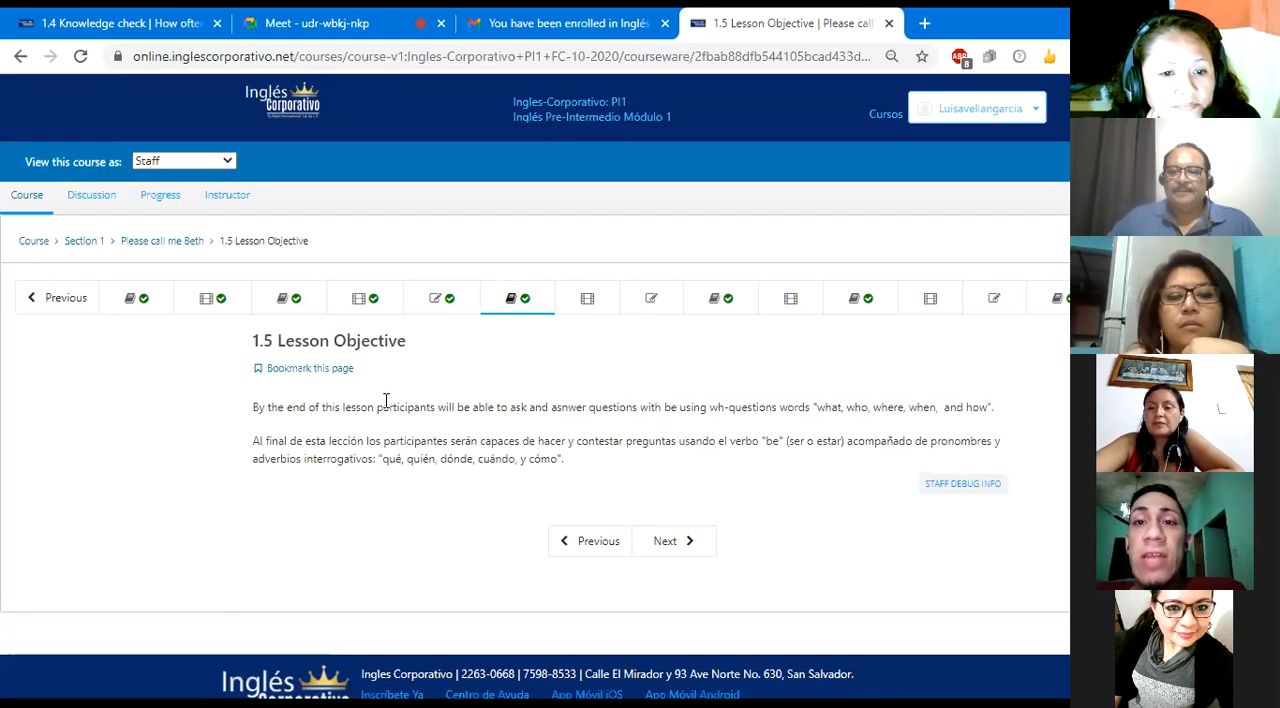 1.4 Knowledge check | How ofter
Meet - udr-wbkj-nkp
You have been enrolled in Inglés
1.5 Lesson Objective | Please call
online.inglescorporativo.net/courses/course-v1:Ingles-Corporativo+PI1+FC-10-2020/courseware/2fbab88dfb544105bcad433d...
8
Inglés
Corporativo
Ingles-Corporativo: PI1
Inglés Pre-Intermedio Módulo 1
Cursos
Luisavellangarcia
View this course as:
Staff
Course
Discussion
Progress
Instructor
Course > Section 1 > Please call me Beth > 1.5 Lesson Objective
Previous
1.5 Lesson Objective
Bookmark this page
By the end of this lesson participants will be able to ask and asnwer questions with be using wh-questions words "what, who, where, when, and how".
Al final de esta lección los participantes serán capaces de hacer y contestar preguntas usando el verbo "be" (ser o estar) acompañado de pronombres y
adverbios interrogativos: "qué, quién, dónde, cuándo, y cómo".
STAFF DEBUG INFO
Previous
Next
Inglés
Ingles Corporativo | 2263-0668 | 7598-8533 | Calle El Mirador y 93 Ave Norte No. 630, San Salvador.
Inscríbete Ya
Centro de Ayuda
App Móvil iOS
App Móvil Android